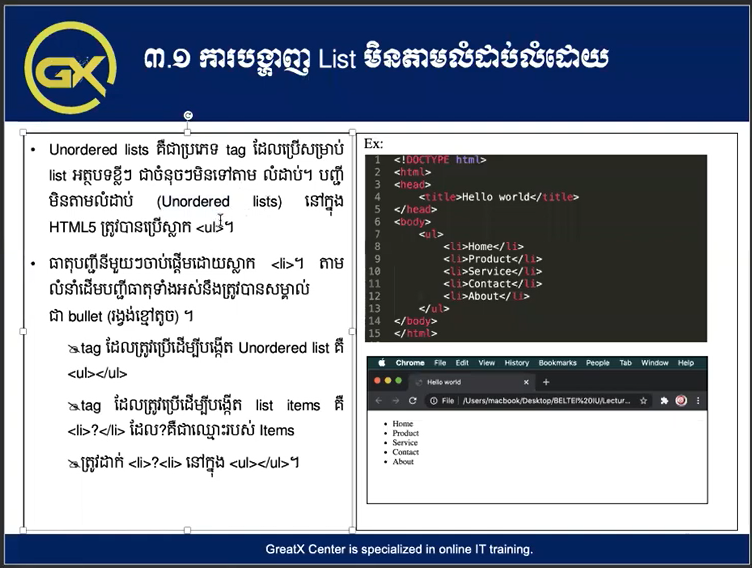 GX
៣.១ ការបង្ហាញ List មិនតាមលំដាប់លំដោយ
• Unordered lists គឺជាប្រភេទ tag ដែលប្រើសម្រាប់
list អត្ថបទខ្លីៗ ជាចំនុចៗមិនទៅតាម លំដាប់។ បញ្ជី
មិនតាមលំដាប់ (Unordered lists) នៅក្នុង
HTML5 ត្រូវបានប្រើស្លាក <ul>។
• ធាតុបញ្ជីនីមួយៗចាប់ផ្តើមដោយស្លាក <li>។ តាម
លំនាំដើមបញ្ជីធាតុទាំងអស់នឹងត្រូវបានសម្គាល់
ជា bullet (រង្វង់ខ្មៅតូច) ។
tag ដែលត្រូវប្រើដើម្បីបង្កើត Unordered list គឺ
<ul></ul>
tag ដែលត្រូវប្រើដើម្បីបង្កើត list items គឺ
<li>?</li> ដែល?គឺជាឈ្មោះរបស់ Items
ត្រូវដាក់ <li>?<li> នៅក្នុង <ul></ul>។
Ex:
1 <!DOCTYPE html>
2 <html>
3 <head>
4 <title>Hello world</title>
5 </head>
6 <body>
7 <ul>
8 <li>Home</li>
9 <li>Product</li>
10 <li>Service</li>
11 <li>Contact</li>
12 <li>About</li>
13 </ul>
14 </body>
15 </html>
Chrome File Edit View History Bookmarks People Tab Window Help
Hello world
File | /Users/macbook/Desktop/BELTEI%20IU/Lectur...
• Home
• Product
• Service
• Contact
• About
GreatX Center is specialized in online IT training.